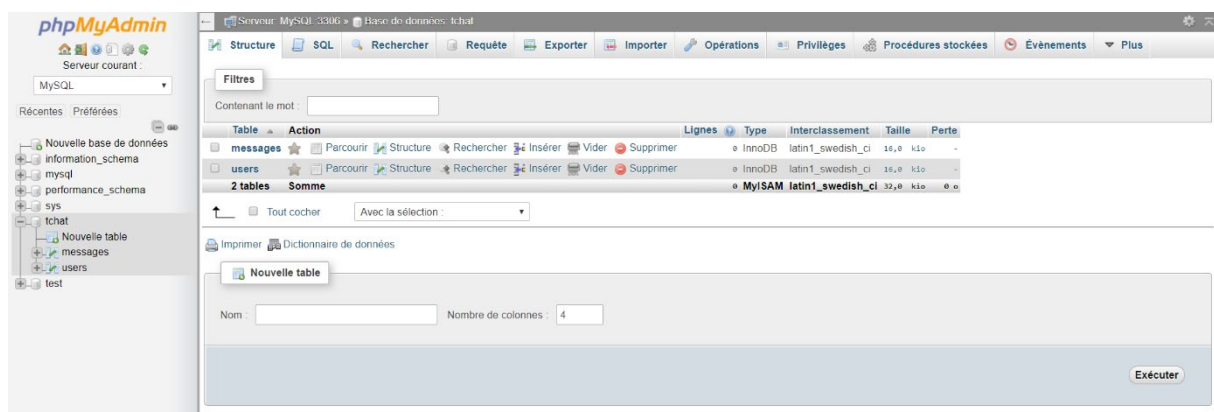 phpMyAdmin
Serveur courant :
MySQL
Récentes Préférées
Nouvelle base de données
information_schema
mysql
performance_schema
sys
tchat
Nouvelle table
messages
users
test
Serveur: MySQL:3306 » Base de données: tchat
Structure SQL Rechercher Requête Exporter Importer Opérations Privilèges Procédures stockées Évènements Plus
Filtres
Contenant le mot :
Table Action Lignes Type Interclassement Taille Perte
messages Parcourir Structure Rechercher Insérer Vider Supprimer 0 InnoDB latin1_swedish_ci 16,0 kio -
users Parcourir Structure Rechercher Insérer Vider Supprimer 0 InnoDB latin1_swedish_ci 16,0 kio -
2 tables Somme 0 MyISAM latin1_swedish_ci 32,0 kio 0 o
Tout cocher Avec la sélection :
Imprimer Dictionnaire de données
Nouvelle table
Nom : Nombre de colonnes : 4
Exécuter